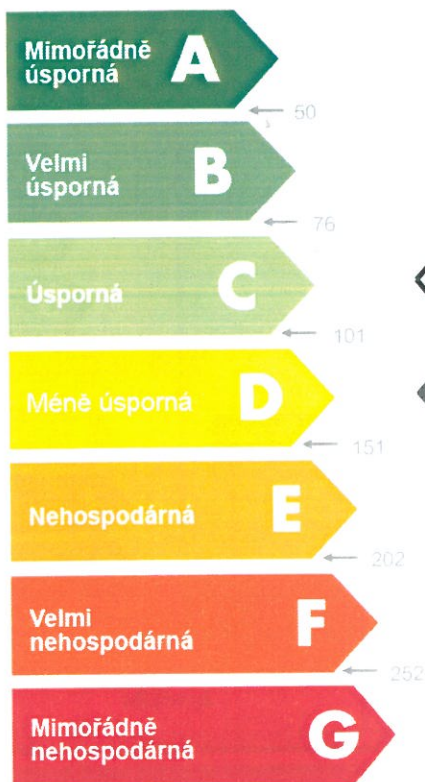 Mimořádně
úsporná
A
50
Velmi
úsporná
B
76
Úsporná
C
101
Méně úsporná
D
151
Nehospodárná
E
202
Velmi
nehospodárná
F
252
Mimořádně
nehospodárná
G